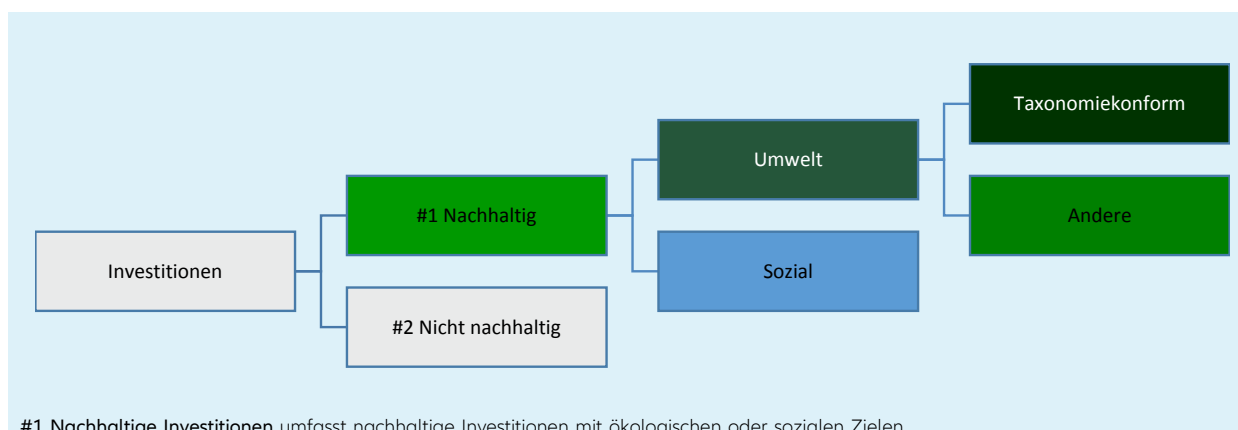 Taxonomiekonform
Umwelt
#1 Nachhaltig
Andere
Investitionen
Sozial
#2 Nicht nachhaltig
#1 Nachhaltige Investitionen umfasst nachhaltige Investitionen mit ökologischen oder sozialen Zielen